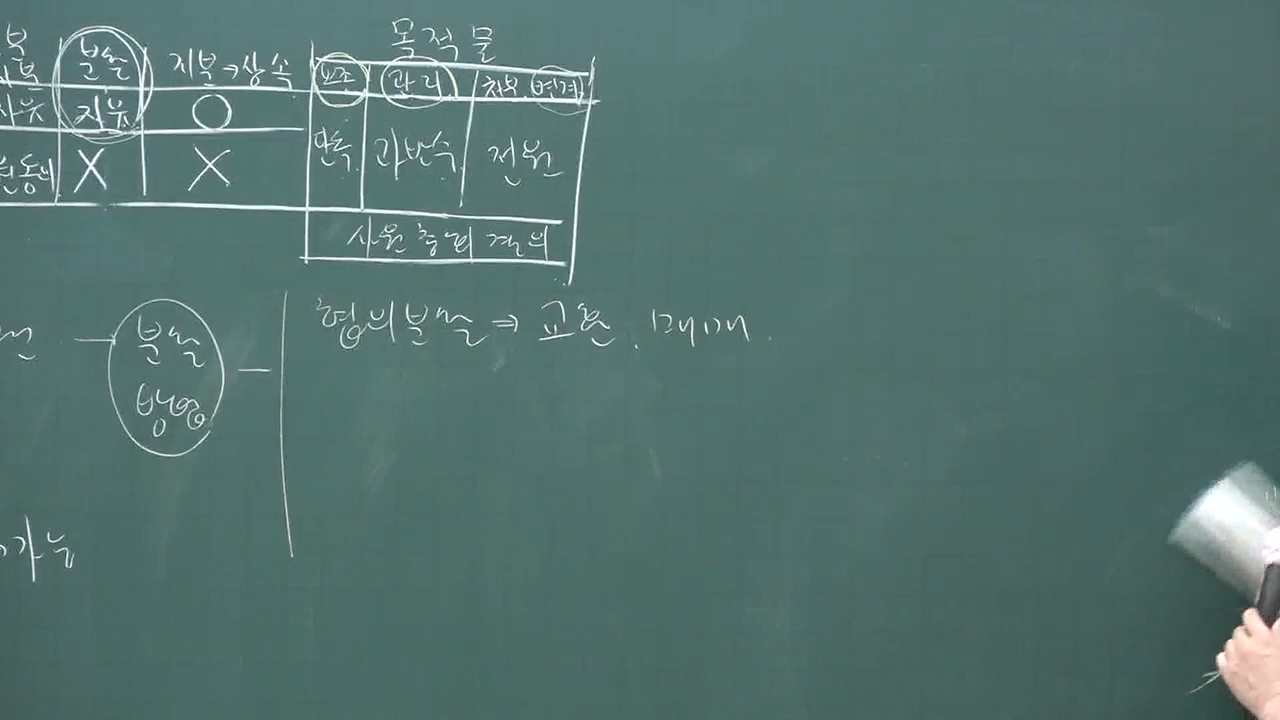 목적물
분할 지분→상속 보존 관리 처분 변경
자유 ○
단독 과반수 전원
X X
사원총회 결의
협의분할 ⇒ 교환, 매매.
분할
방법
가능